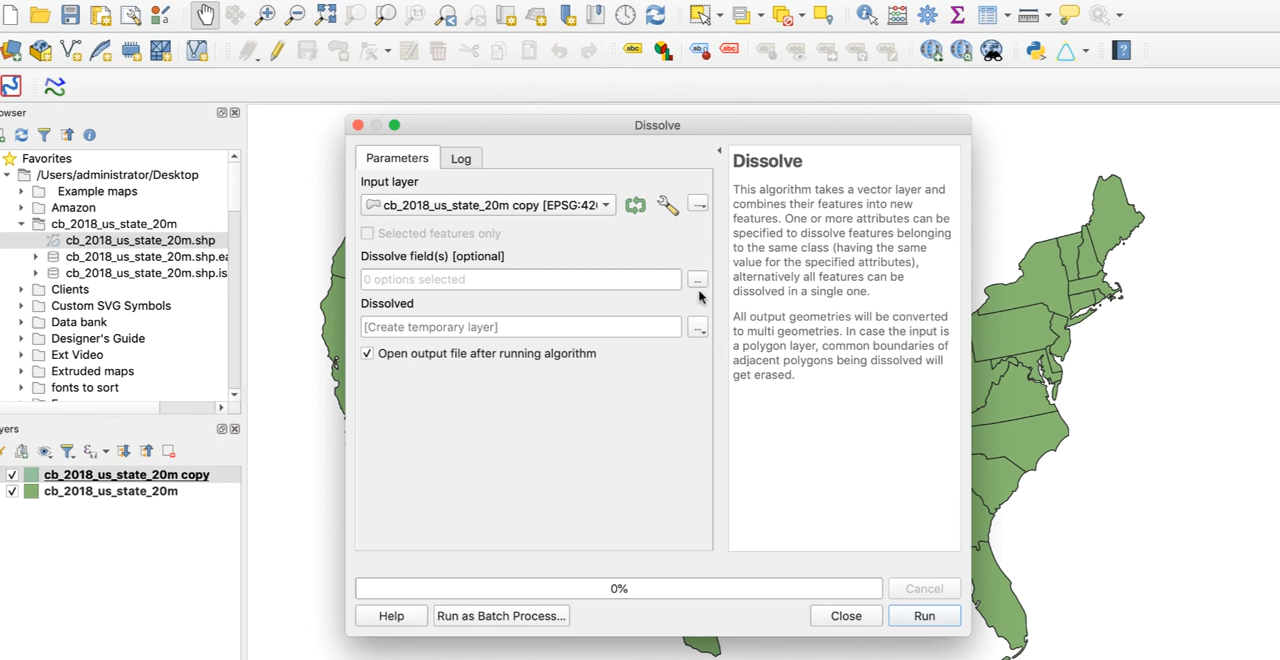 abc
abc
abc
abc
abc
?
owser
Favorites
/Users/administrator/Desktop
Example maps
Amazon
cb_2018_us_state_20m
cb_2018_us_state_20m.shp
cb_2018_us_state_20m.shp.ea
cb_2018_us_state_20m.shp.is
Clients
Custom SVG Symbols
Data bank
Designer's Guide
Ext Video
Extruded maps
fonts to sort
yers
cb_2018_us_state_20m copy
cb_2018_us_state_20m
Dissolve
Parameters
Log
Input layer
cb_2018_us_state_20m copy [EPSG:42
...
Selected features only
Dissolve field(s) [optional]
0 options selected
...
Dissolved
[Create temporary layer]
...
Open output file after running algorithm
Dissolve
This algorithm takes a vector layer and
combines their features into new
features. One or more attributes can be
specified to dissolve features belonging
to the same class (having the same
value for the specified attributes),
alternatively all features can be
dissolved in a single one.
All output geometries will be converted
to multi geometries. In case the input is
a polygon layer, common boundaries of
adjacent polygons being dissolved will
get erased.
0%
Cancel
Help
Run as Batch Process...
Close
Run